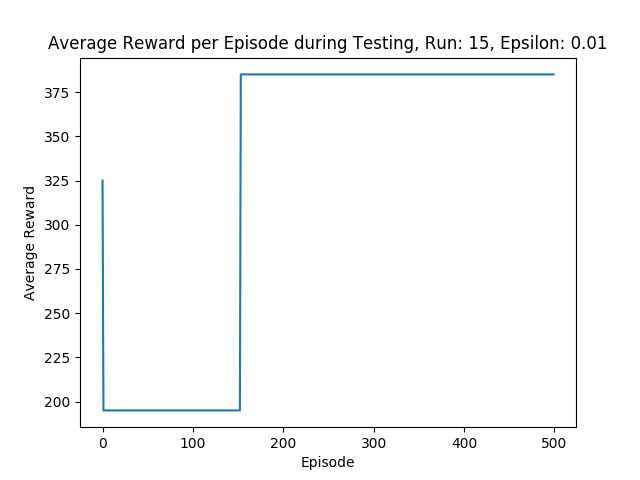 Average Reward per Episode during Testing, Run: 15, Epsilon: 0.01
375
350
325
300
275
250
225
200
Average Reward
0 100 200 300 400 500
Episode